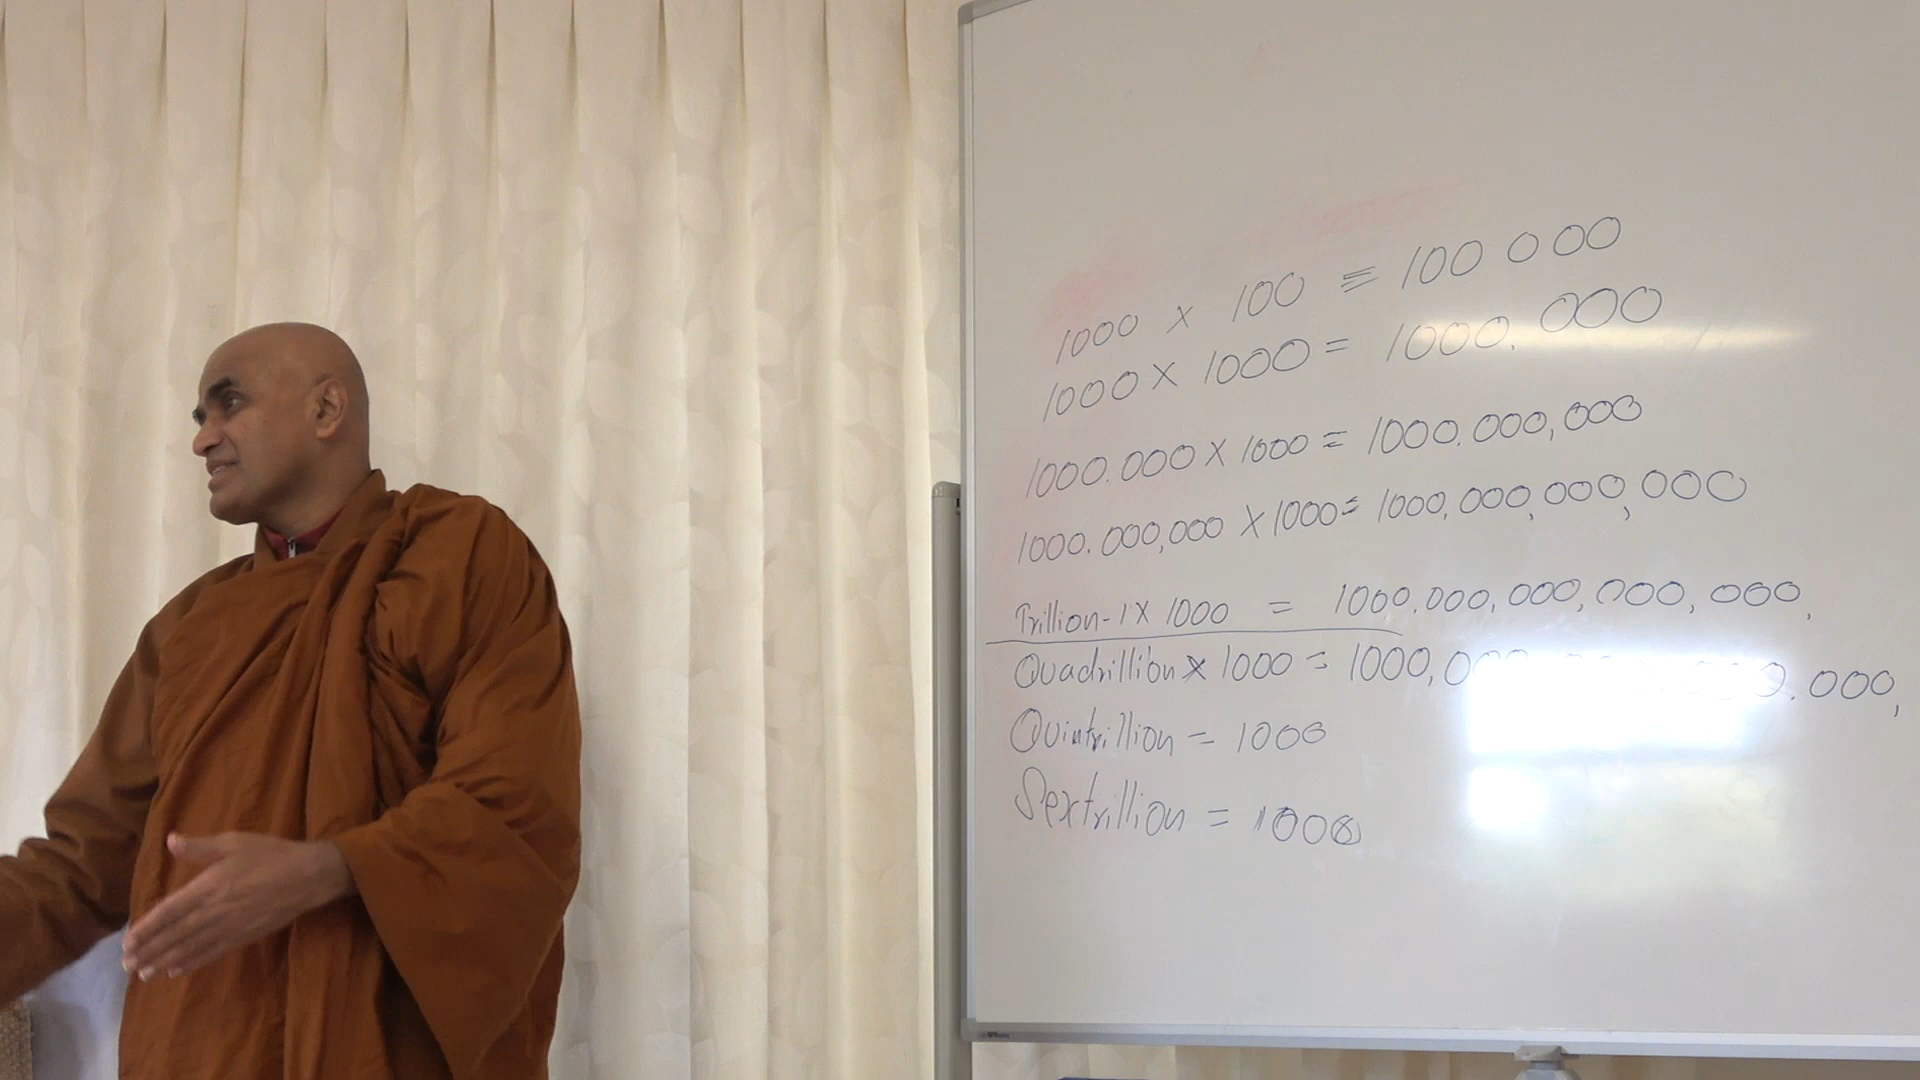 1000 x 100 = 100 000
1000 x 1000 = 1000.000
1000.000 x 1000 = 1000.000,000
1000.000,000 x 1000 = 1000,000,000,000
Trillion - 1 x 1000 = 1000,000,000,000,000,
Quadrillion x 1000 = 1000, .000,
Quintrillion = 1000
Sextrillion = 1000